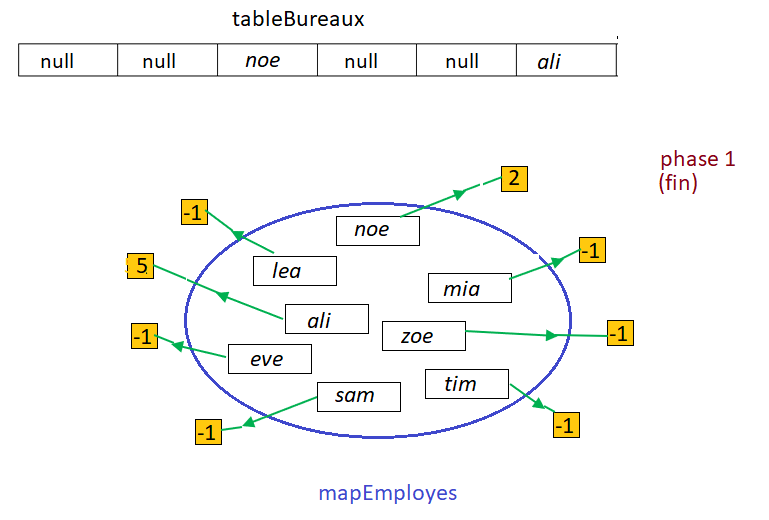 tableBureaux
null null noe null null ali
phase 1
(fin)
2
-1
noe
-1
lea
5
mia
ali
-1
zoe
-1
eve
tim
sam
-1
-1
mapEmployes